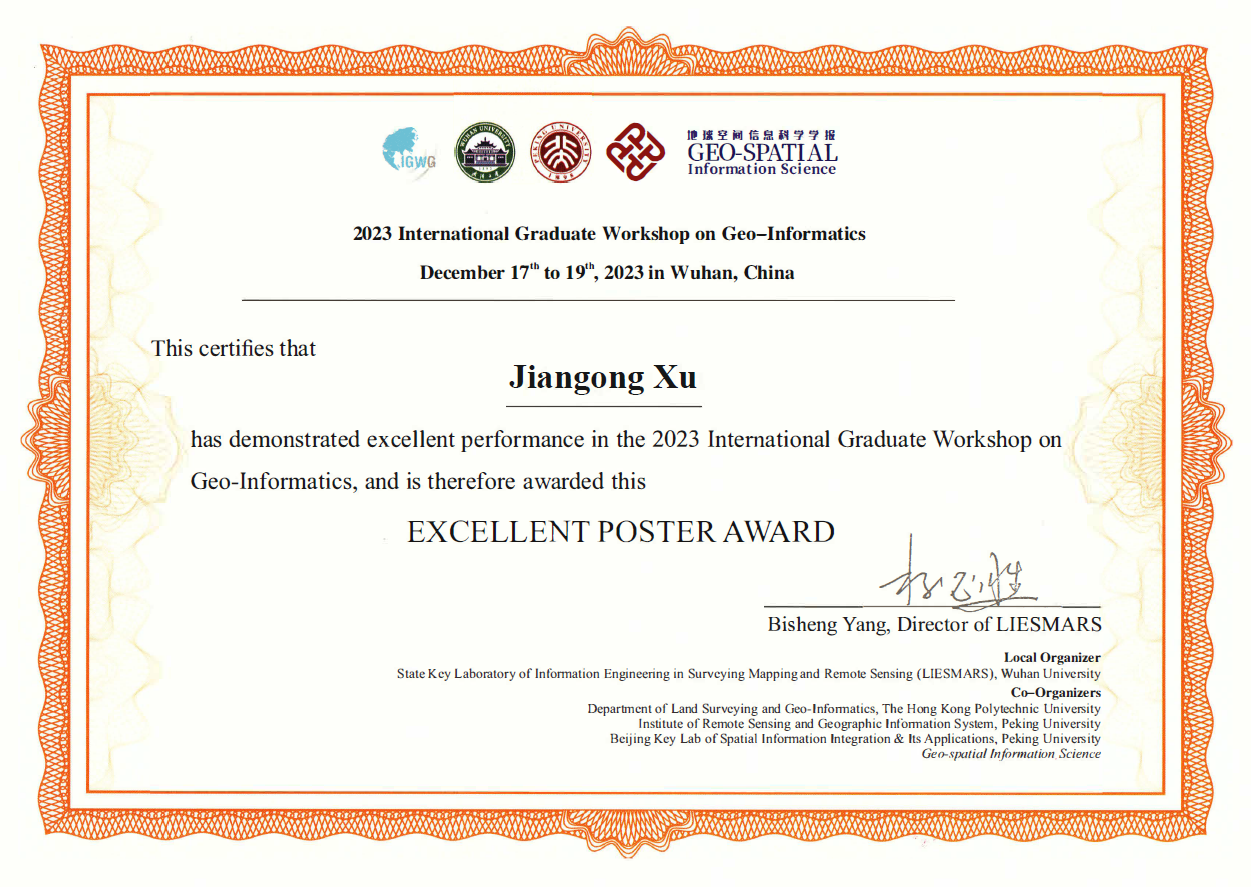 IGWG
WUHAN UNIVERSITY
PEKING UNIVERSITY
地球空间信息科学学报
GEO-SPATIAL
Information Science
2023 International Graduate Workshop on Geo–Informatics
December 17th to 19th, 2023 in Wuhan, China
This certifies that
Jiangong Xu
has demonstrated excellent performance in the 2023 International Graduate Workshop on
Geo-Informatics, and is therefore awarded this
EXCELLENT POSTER AWARD
Bisheng Yang, Director of LIESMARS
Local Organizer
State Key Laboratory of Information Engineering in Surveying Mapping and Remote Sensing (LIESMARS), Wuhan University
Co–Organizers
Department of Land Surveying and Geo-Informatics, The Hong Kong Polytechnic University
Institute of Remote Sensing and Geographic Information System, Peking University
Beijing Key Lab of Spatial Information Integration & Its Applications, Peking University
Geo-spatial Information Science